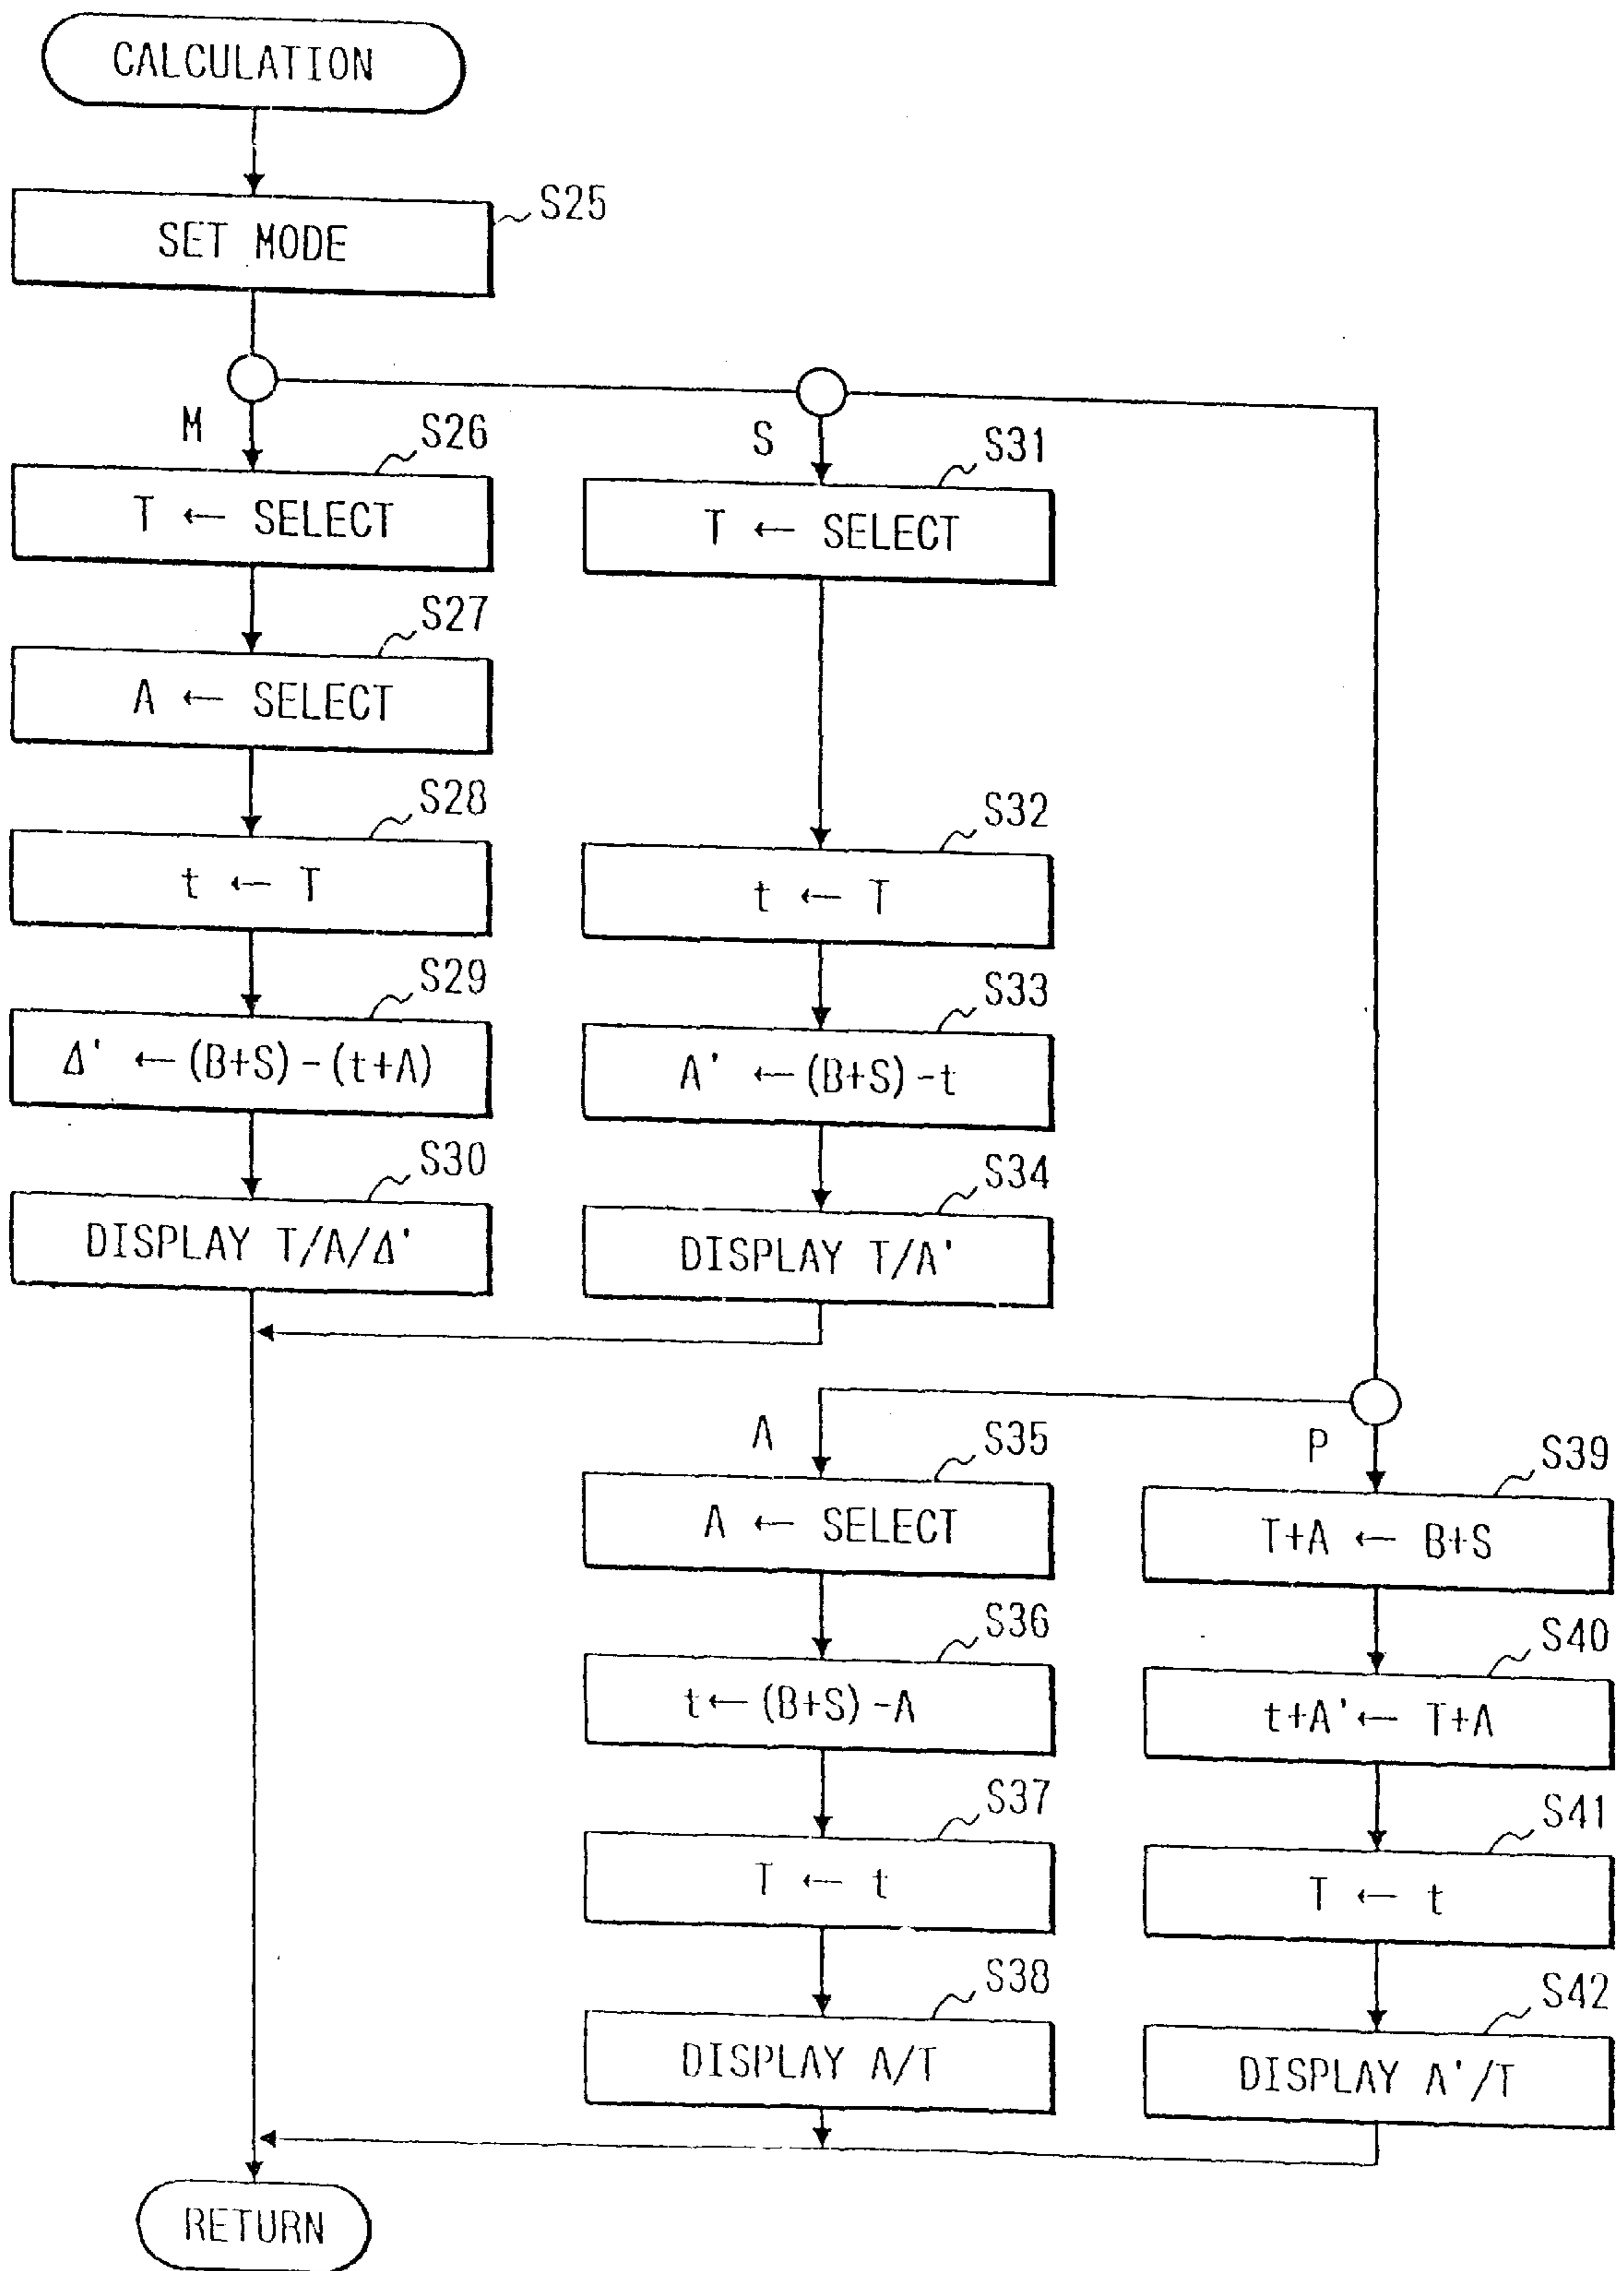 CALCULATION
SET MODE
S25
M
S26
T ← SELECT
S27
A ← SELECT
S28
t ← T
S29
Δ' ← (B+S) - (t+A)
S30
DISPLAY T/A/Δ'
S
S31
T ← SELECT
S32
t ← T
S33
A' ← (B+S) - t
S34
DISPLAY T/A'
A
S35
A ← SELECT
S36
t ← (B+S) - A
S37
T ← t
S38
DISPLAY A/T
P
S39
T+A ← B+S
S40
t+A' ← T+A
S41
T ← t
S42
DISPLAY A'/T
RETURN